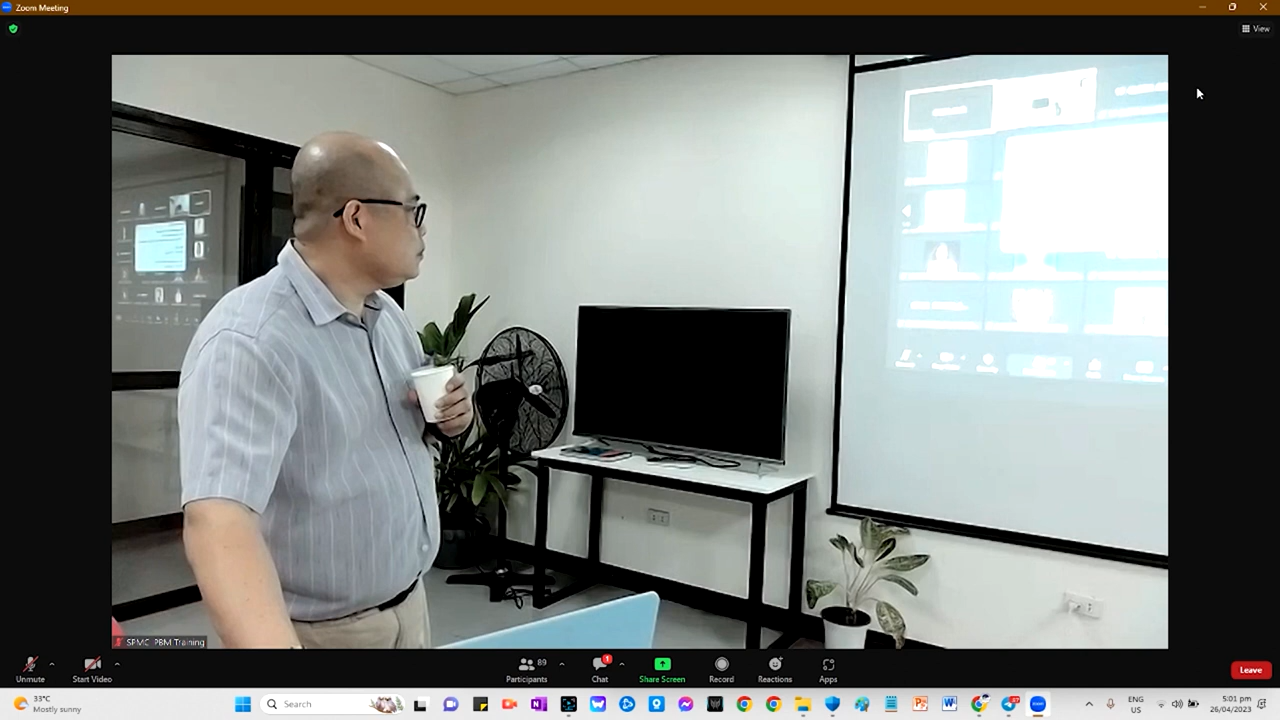 Zoom Meeting
View
SPMC_PBM Training
Unmute
Start Video
89
Participants
1
Chat
Share Screen
Record
Reactions
Apps
Leave
33°C
Mostly sunny
Search
ENG
US
5:01 pm
26/04/2023